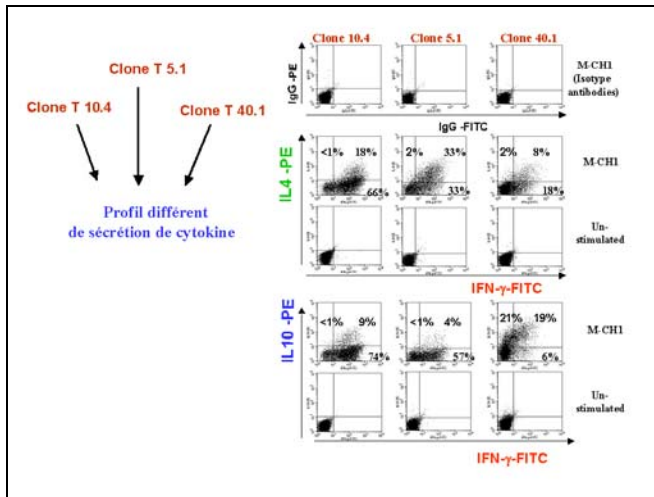 Clone T 5.1
Clone T 10.4
Clone T 40.1
Profil différent
de sécrétion de cytokine
Clone 10.4 Clone 5.1 Clone 40.1
IgG -PE
M-CH1
(Isotype
antibodies)
IgG -FITC
IL4 -PE
<1% 18% 2% 33% 2% 8%
66% 33% 18%
M-CH1
Un-
stimulated
IFN-γ-FITC
IL10 -PE
<1% 9% <1% 4% 21% 19%
74% 57% 6%
M-CH1
Un-
stimulated
IFN-γ-FITC